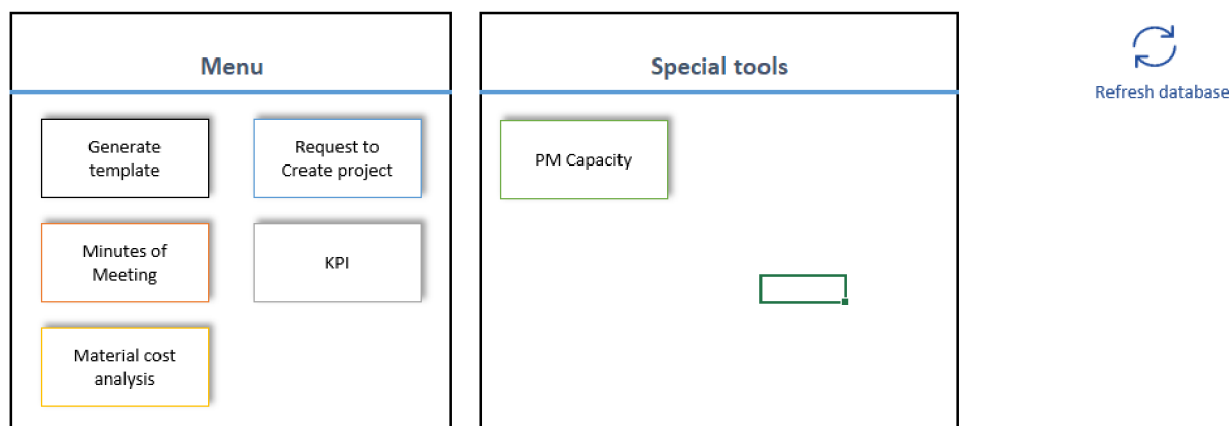 Menu
Generate
template
Request to
Create project
Minutes of
Meeting
KPI
Material cost
analysis
Special tools
PM Capacity
Refresh database